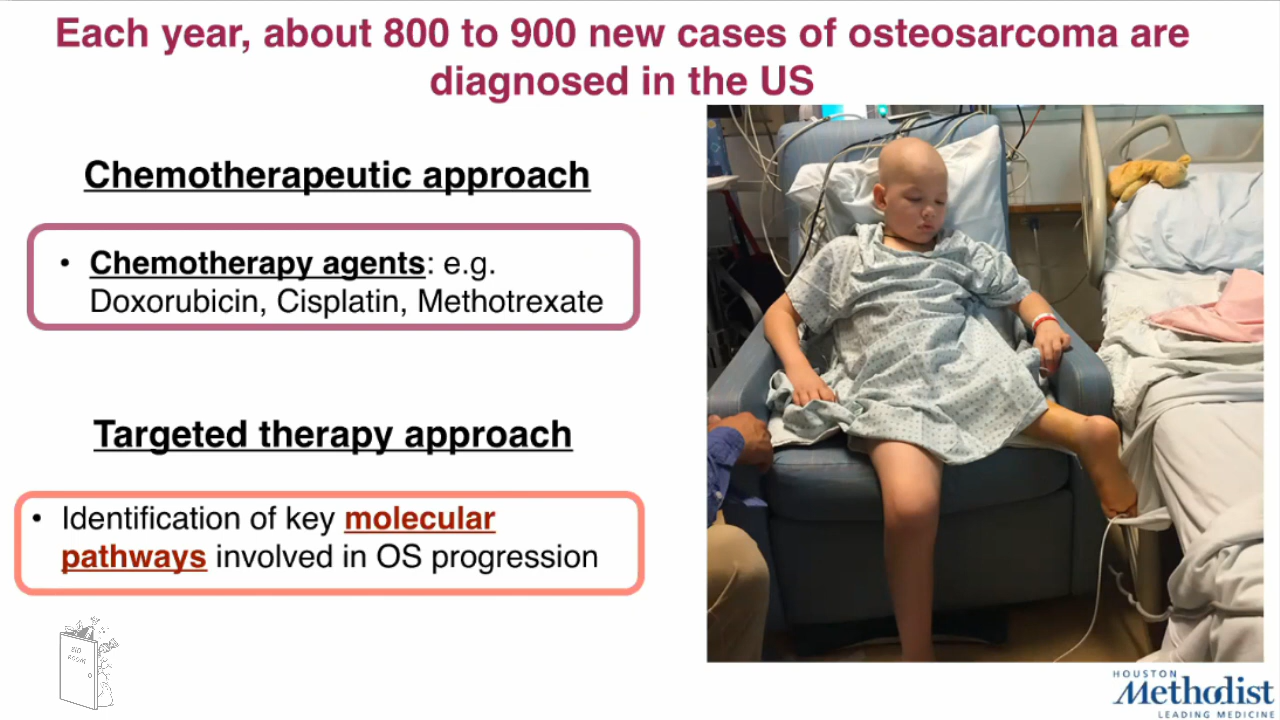 Each year, about 800 to 900 new cases of osteosarcoma are
diagnosed in the US
Chemotherapeutic approach
• Chemotherapy agents: e.g.
Doxorubicin, Cisplatin, Methotrexate
Targeted therapy approach
• Identification of key molecular
pathways involved in OS progression
HOUSTON
Methodist
LEADING MEDICINE